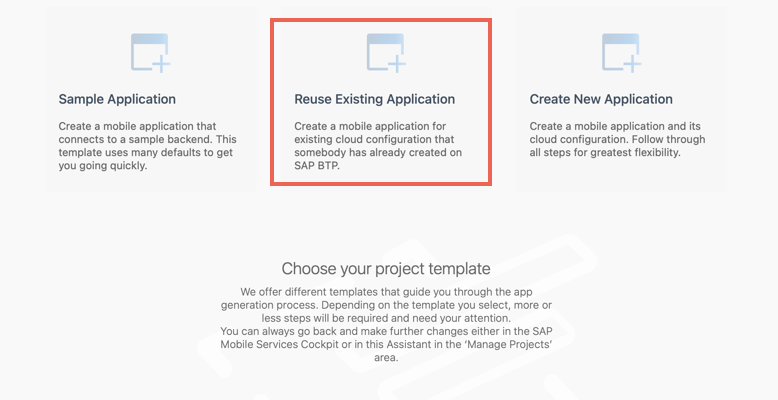 Sample Application
Create a mobile application that
connects to a sample backend. This
template uses many defaults to get
you going quickly.
Reuse Existing Application
Create a mobile application for
existing cloud configuration that
somebody has already created on
SAP BTP.
Create New Application
Create a mobile application and its
cloud configuration. Follow through
all steps for greatest flexibility.
Choose your project template
We offer different templates that guide you through the app
generation process. Depending on the template you select, more or
less steps will be required and need your attention.
You can always go back and make further changes either in the SAP
Mobile Services Cockpit or in this Assistant in the ‘Manage Projects’
area.